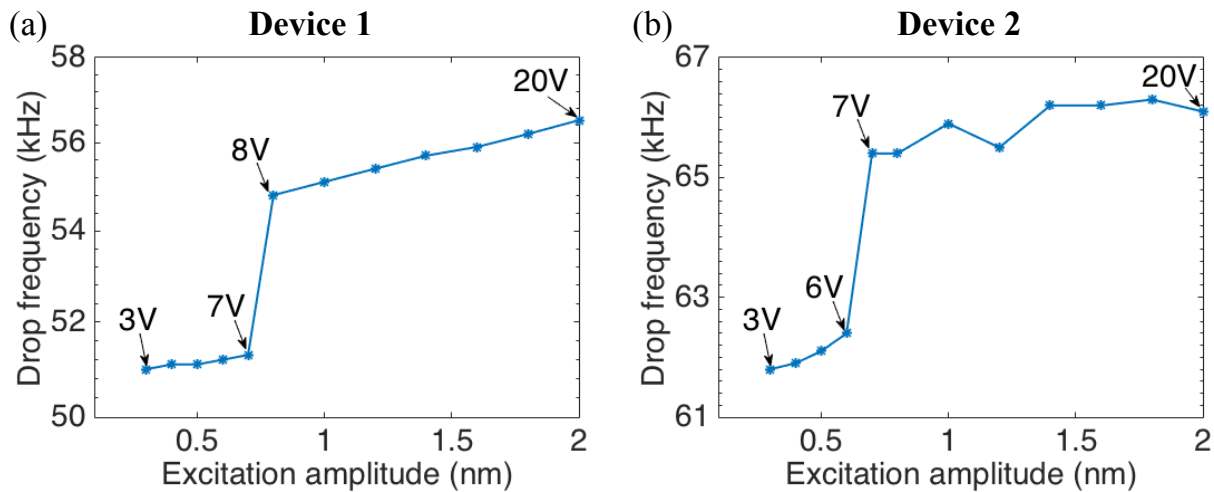 (a) Device 1
Drop frequency (kHz)
58
56
54
52
50
3V
7V
8V
20V
0.5 1 1.5 2
Excitation amplitude (nm)
(b) Device 2
Drop frequency (kHz)
67
65
63
61
3V
6V
7V
20V
0.5 1 1.5 2
Excitation amplitude (nm)